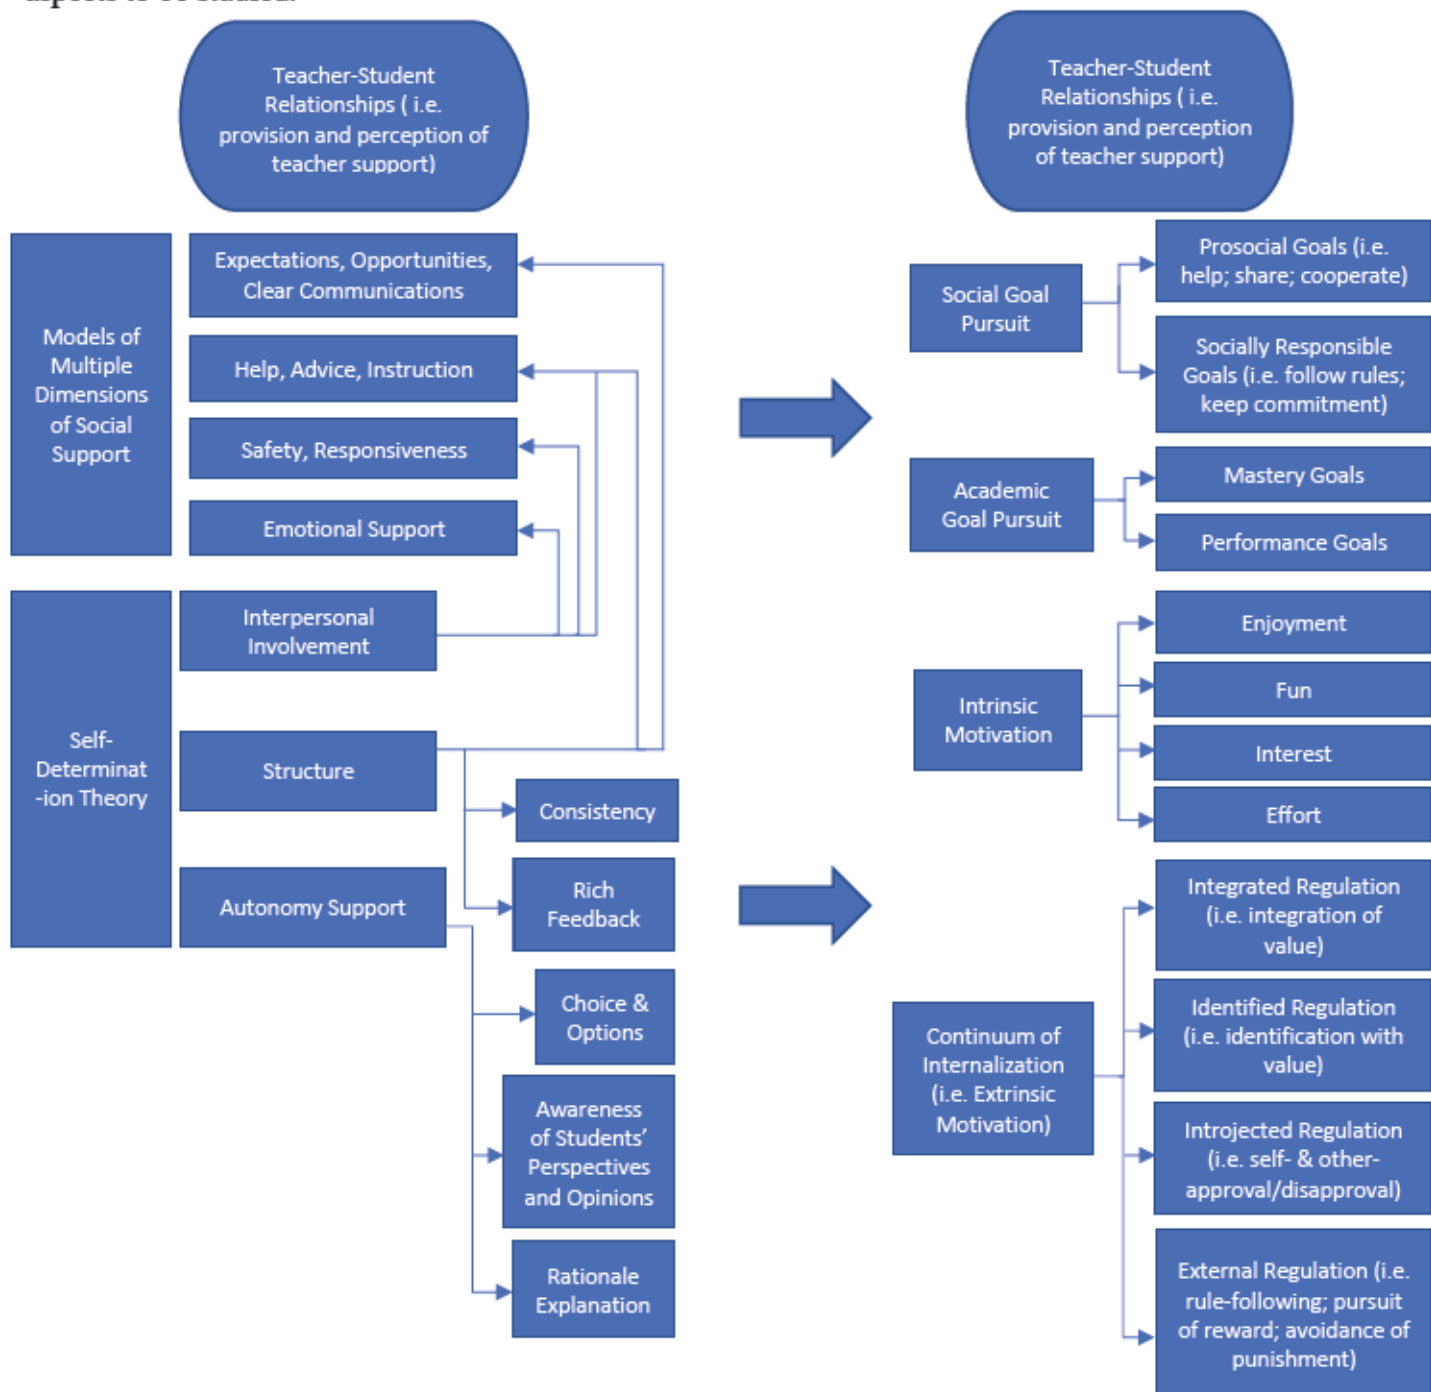 aspects to be studied.
Teacher-Student
Relationships ( i.e.
provision and perception of
teacher support)
Models of
Multiple
Dimensions
of Social
Support
Expectations, Opportunities,
Clear Communications
Help, Advice, Instruction
Safety, Responsiveness
Emotional Support
Self-
Determinat
-ion Theory
Interpersonal
Involvement
Structure
Consistency
Rich
Feedback
Autonomy Support
Choice &
Options
Awareness
of Students’
Perspectives
and Opinions
Rationale
Explanation
Teacher-Student
Relationships ( i.e.
provision and perception
of teacher support)
Social Goal
Pursuit
Prosocial Goals (i.e.
help; share; cooperate)
Socially Responsible
Goals (i.e. follow rules;
keep commitment)
Academic
Goal Pursuit
Mastery Goals
Performance Goals
Intrinsic
Motivation
Enjoyment
Fun
Interest
Effort
Continuum of
Internalization
(i.e. Extrinsic
Motivation)
Integrated Regulation
(i.e. integration of
value)
Identified Regulation
(i.e. identification with
value)
Introjected Regulation
(i.e. self- & other-
approval/disapproval)
External Regulation (i.e.
rule-following; pursuit
of reward; avoidance of
punishment)